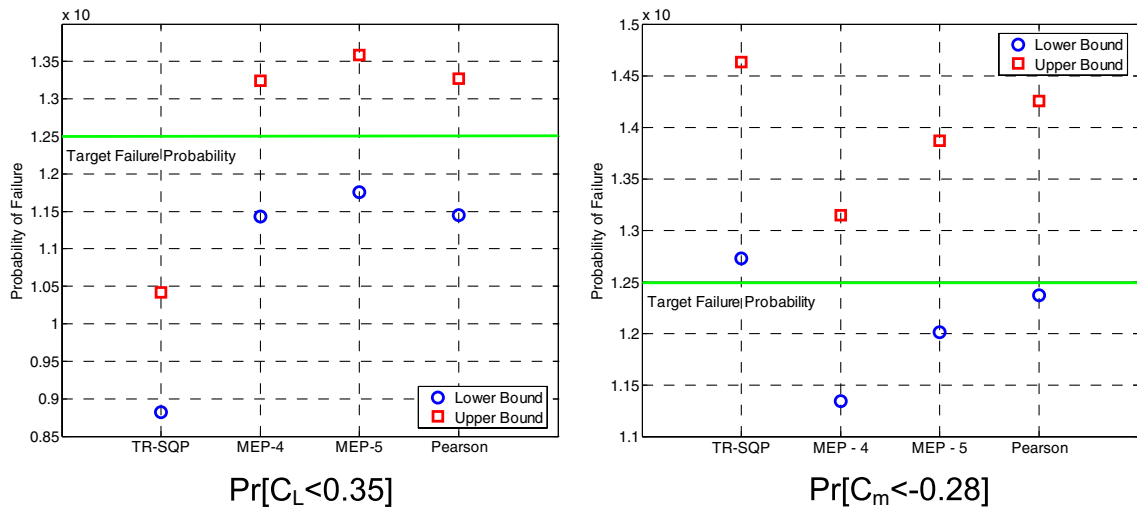 x 10
1.35
1.3
1.25
1.2
1.15
1.1
1.05
1
0.95
0.9
0.85
Probability of Failure
Target Failure Probability
Lower Bound
Upper Bound
TR-SQP MEP-4 MEP-5 Pearson
Pr[C_L<0.35]
x 10
1.5
1.45
1.4
1.35
1.3
1.25
1.2
1.15
1.1
Probability of Failure
Lower Bound
Upper Bound
Target Failure Probability
TR-SQP MEP - 4 MEP - 5 Pearson
Pr[C_m<-0.28]